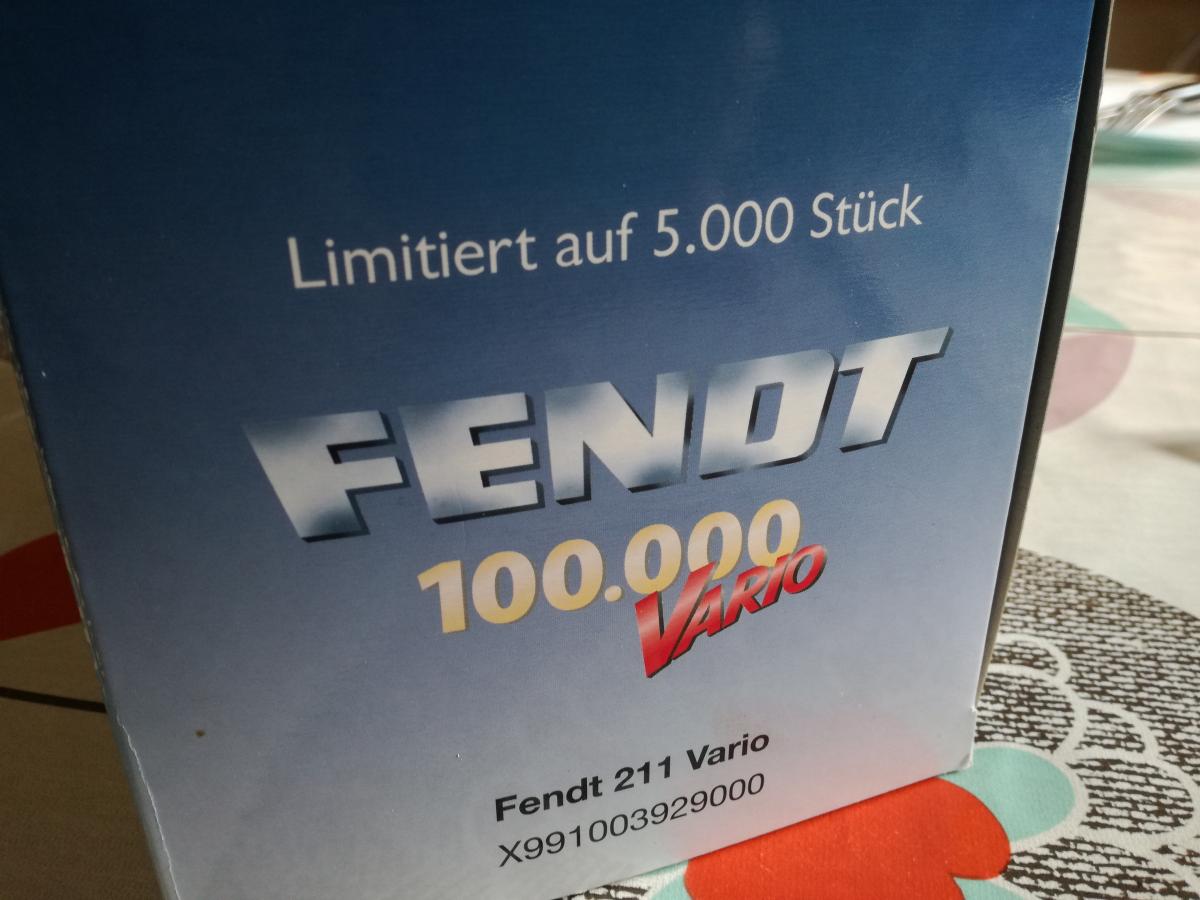 Limitiert auf 5.000 Stück
FENDT
100.000
VARIO
Fendt 211 Vario
X991003929000